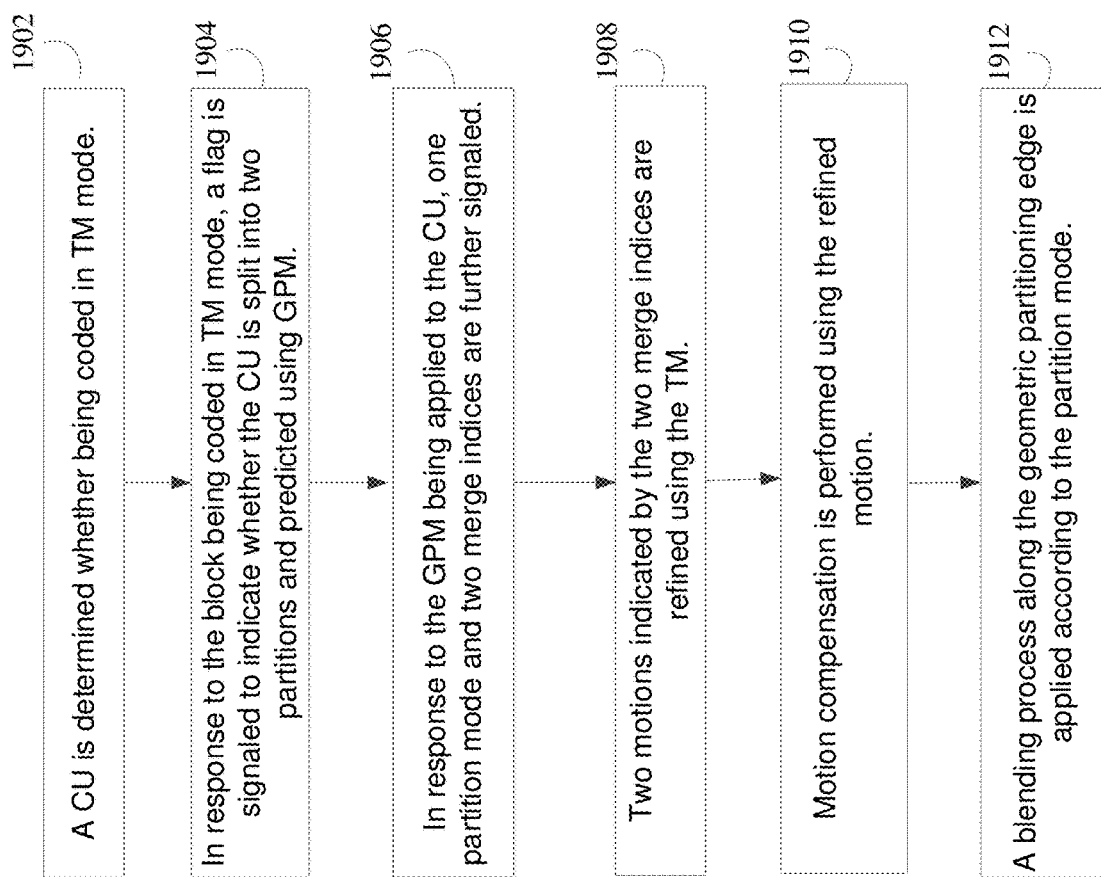 1902
A CU is determined whether being coded in TM mode.
1904
In response to the block being coded in TM mode, a flag is
signaled to indicate whether the CU is split into two
partitions and predicted using GPM.
1906
In response to the GPM being applied to the CU, one
partition mode and two merge indices are further signaled.
1908
Two motions indicated by the two merge indices are
refined using the TM.
1910
Motion compensation is performed using the refined
motion.
1912
A blending process along the geometric partitioning edge is
applied according to the partition mode.